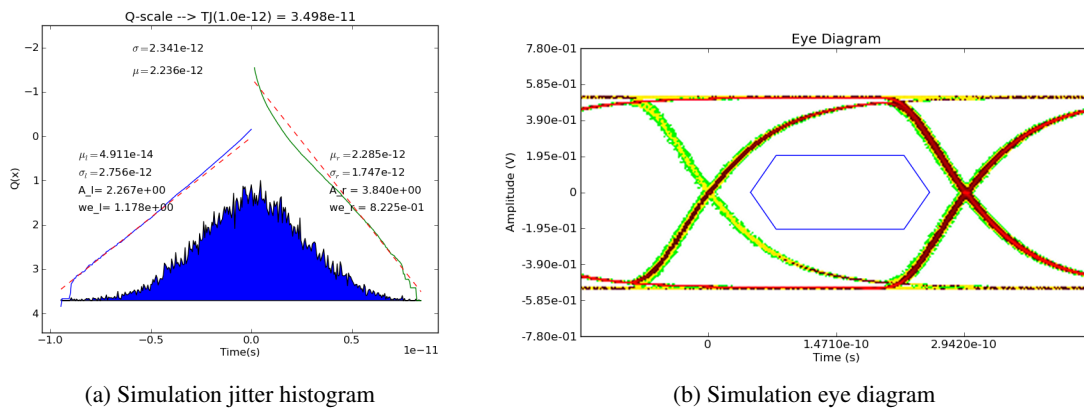 Q-scale --> TJ(1.0e-12) = 3.498e-11
σ = 2.341e-12
μ = 2.236e-12
μ_l = 4.911e-14
σ_l = 2.756e-12
A_l= 2.267e+00
we_l= 1.178e+00
μ_r = 2.285e-12
σ_r = 1.747e-12
A_r = 3.840e+00
we_r = 8.225e-01
Q(x)
−2
−1
0
1
2
3
4
−1.0
−0.5
0.0
0.5
1e−11
Time(s)
(a) Simulation jitter histogram
Eye Diagram
Amplitude (V)
7.80e-01
5.85e-01
3.90e-01
1.95e-01
0
-1.95e-01
-3.90e-01
-5.85e-01
-7.80e-01
0
1.4710e-10
2.9420e-10
Time (s)
(b) Simulation eye diagram